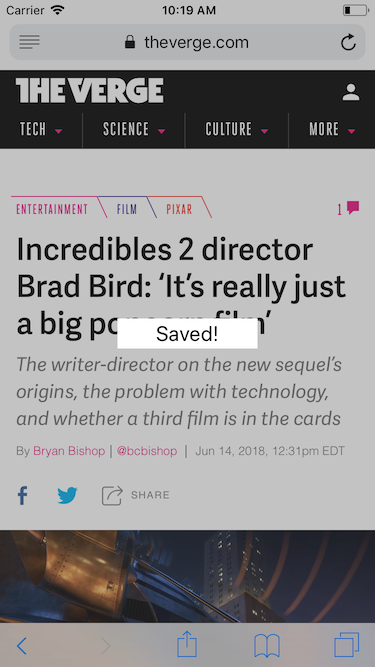 Carrier 10:19 AM
theverge.com
THE VERGE
TECH SCIENCE CULTURE MORE
ENTERTAINMENT FILM PIXAR 1
Incredibles 2 director
Brad Bird: ‘It’s really just
a big film’
Saved!
The writer-director on the new sequel’s
origins, the problem with technology,
and whether a third film is in the cards
By Bryan Bishop | @bcbishop | Jun 14, 2018, 12:31pm EDT
SHARE